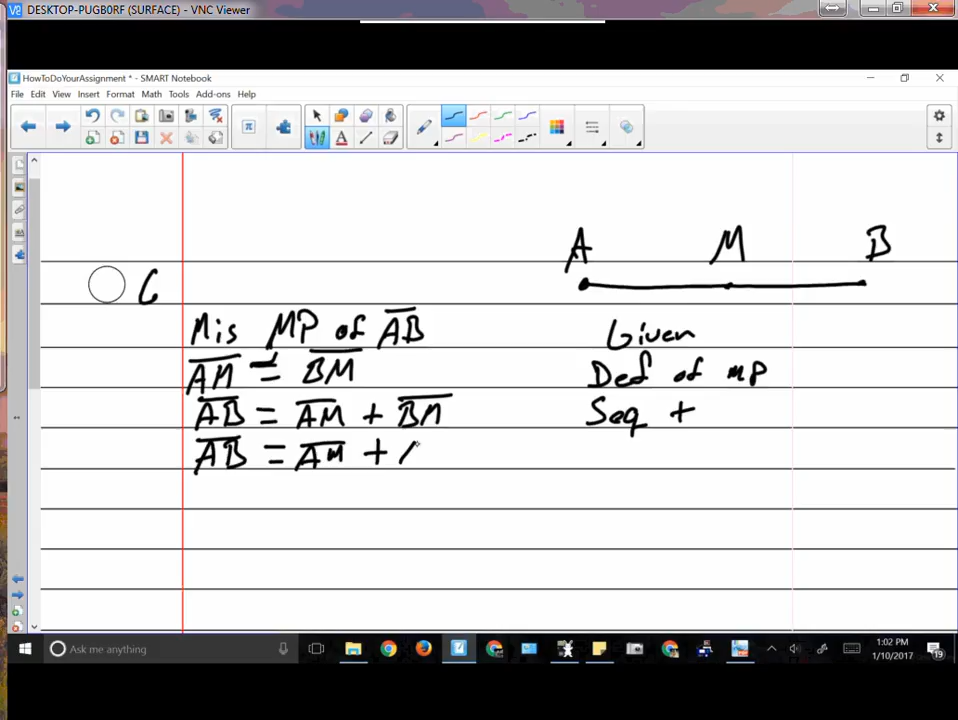 DESKTOP-PUGB0RF (SURFACE) - VNC Viewer
HowToDoYourAssignment * - SMART Notebook
File Edit View Insert Format Math Tools Add-ons Help
A M B
6
M is MP of AB Given
AM ≅ BM Def of MP
AB = AM + BM Seg +
AB = AM +
Ask me anything
1:02 PM
1/10/2017
19